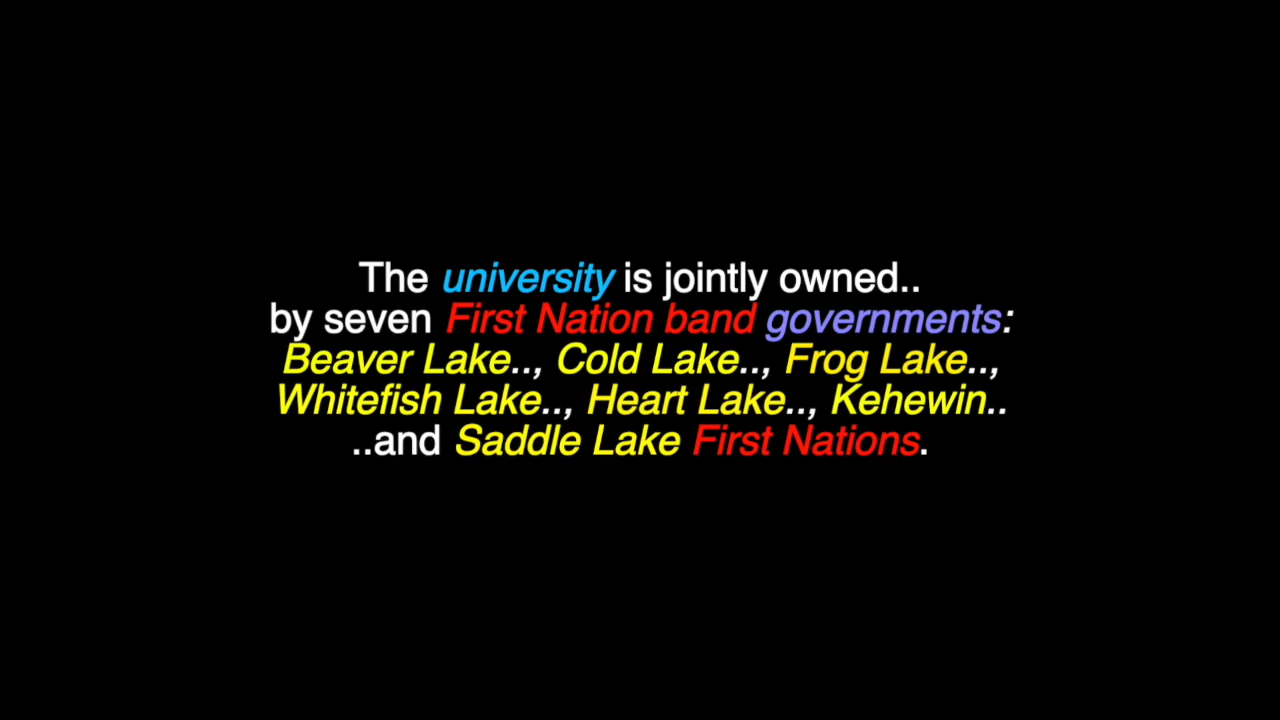 The university is jointly owned..
by seven First Nation band governments:
Beaver Lake.., Cold Lake.., Frog Lake..,
Whitefish Lake.., Heart Lake.., Kehewin..
..and Saddle Lake First Nations.